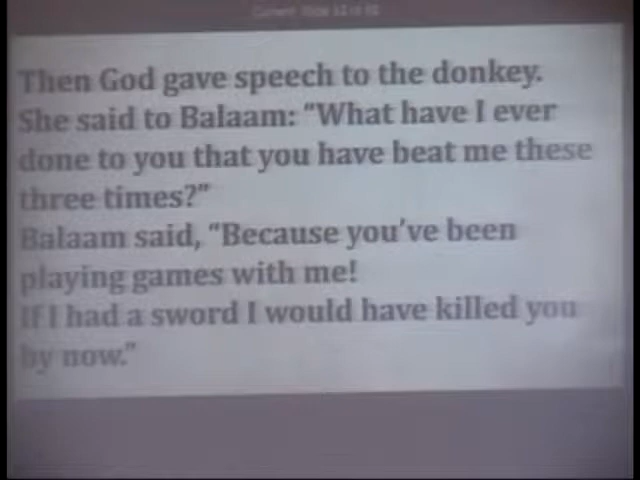 Then God gave speech to the donkey.
She said to Balaam: "What have I ever
done to you that you have beat me these
three times?"
Balaam said, "Because you've been
playing games with me!
If I had a sword I would have killed you
by now."